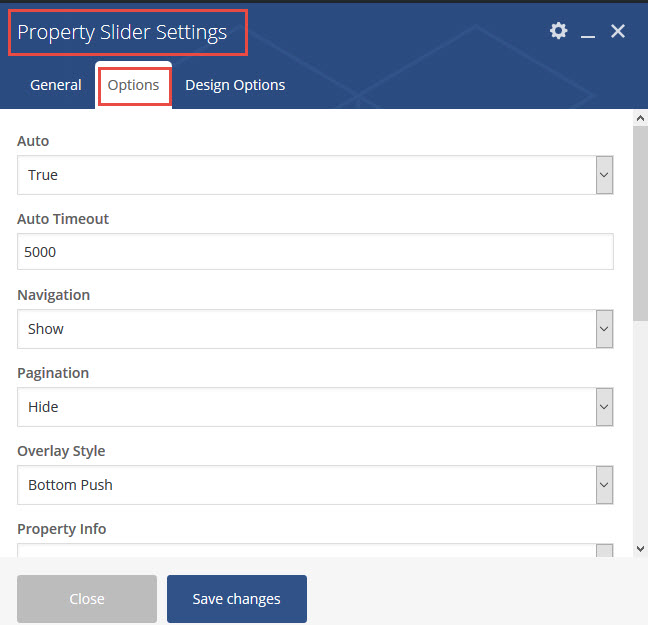 Property Slider Settings
General Options Design Options
Auto
True
Auto Timeout
5000
Navigation
Show
Pagination
Hide
Overlay Style
Bottom Push
Property Info
Close Save changes